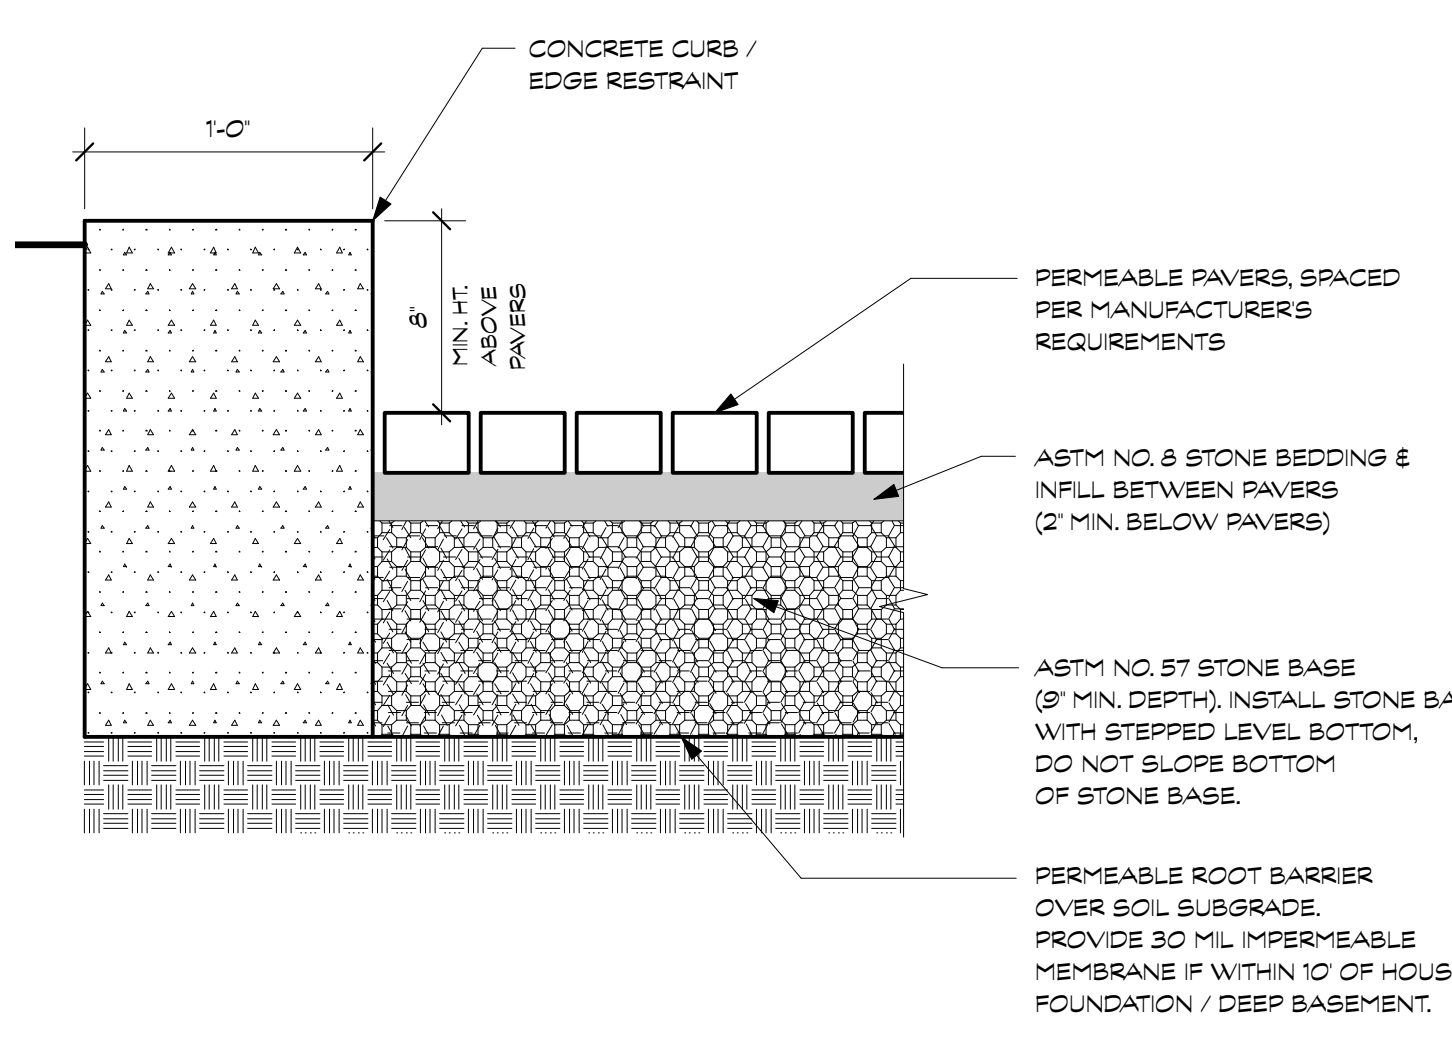 CONCRETE CURB /
EDGE RESTRAINT
1'-0"
8"
MIN. HT.
ABOVE
PAVERS
PERMEABLE PAVERS, SPACED
PER MANUFACTURER'S
REQUIREMENTS
ASTM NO. 8 STONE BEDDING &
INFILL BETWEEN PAVERS
(2" MIN. BELOW PAVERS)
ASTM NO. 57 STONE BASE
(9" MIN. DEPTH). INSTALL STONE BA
WITH STEPPED LEVEL BOTTOM,
DO NOT SLOPE BOTTOM
OF STONE BASE.
PERMEABLE ROOT BARRIER
OVER SOIL SUBGRADE.
PROVIDE 30 MIL IMPERMEABLE
MEMBRANE IF WITHIN 10' OF HOUS
FOUNDATION / DEEP BASEMENT.